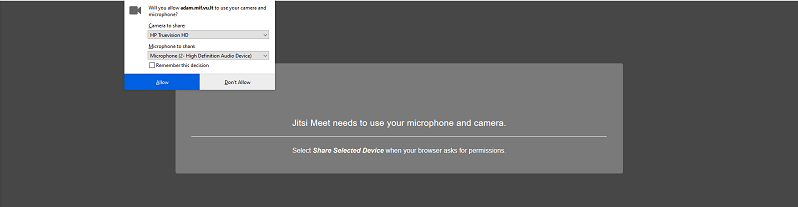 Will you allow adam.mif.vu.lt to use your camera and
microphone?
Camera to share:
HP Truevision HD
Microphone to share:
Microphone (2- High Definition Audio Device)
Remember this decision
Allow
Don't Allow
Jitsi Meet needs to use your microphone and camera.
Select Share Selected Device when your browser asks for permissions.